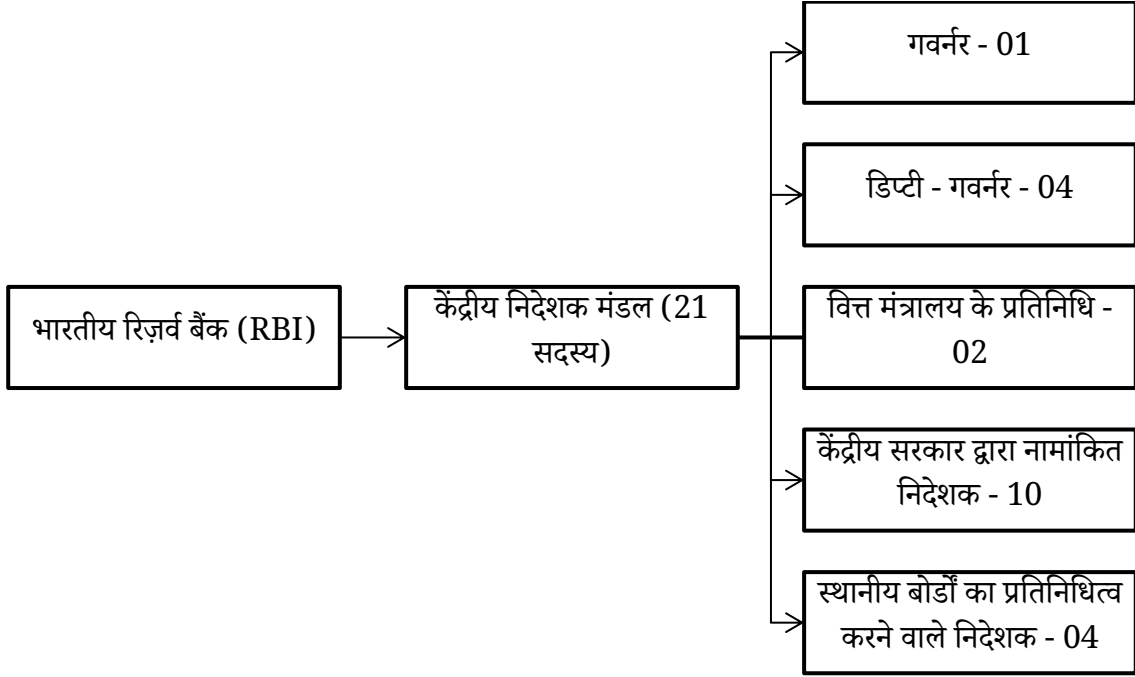 भारतीय रिज़र्व बैंक (RBI)
केंद्रीय निदेशक मंडल (21
सदस्य)
गवर्नर - 01
डिप्टी - गवर्नर - 04
वित्त मंत्रालय के प्रतिनिधि -
02
केंद्रीय सरकार द्वारा नामांकित
निदेशक - 10
स्थानीय बोर्डों का प्रतिनिधित्व
करने वाले निदेशक - 04